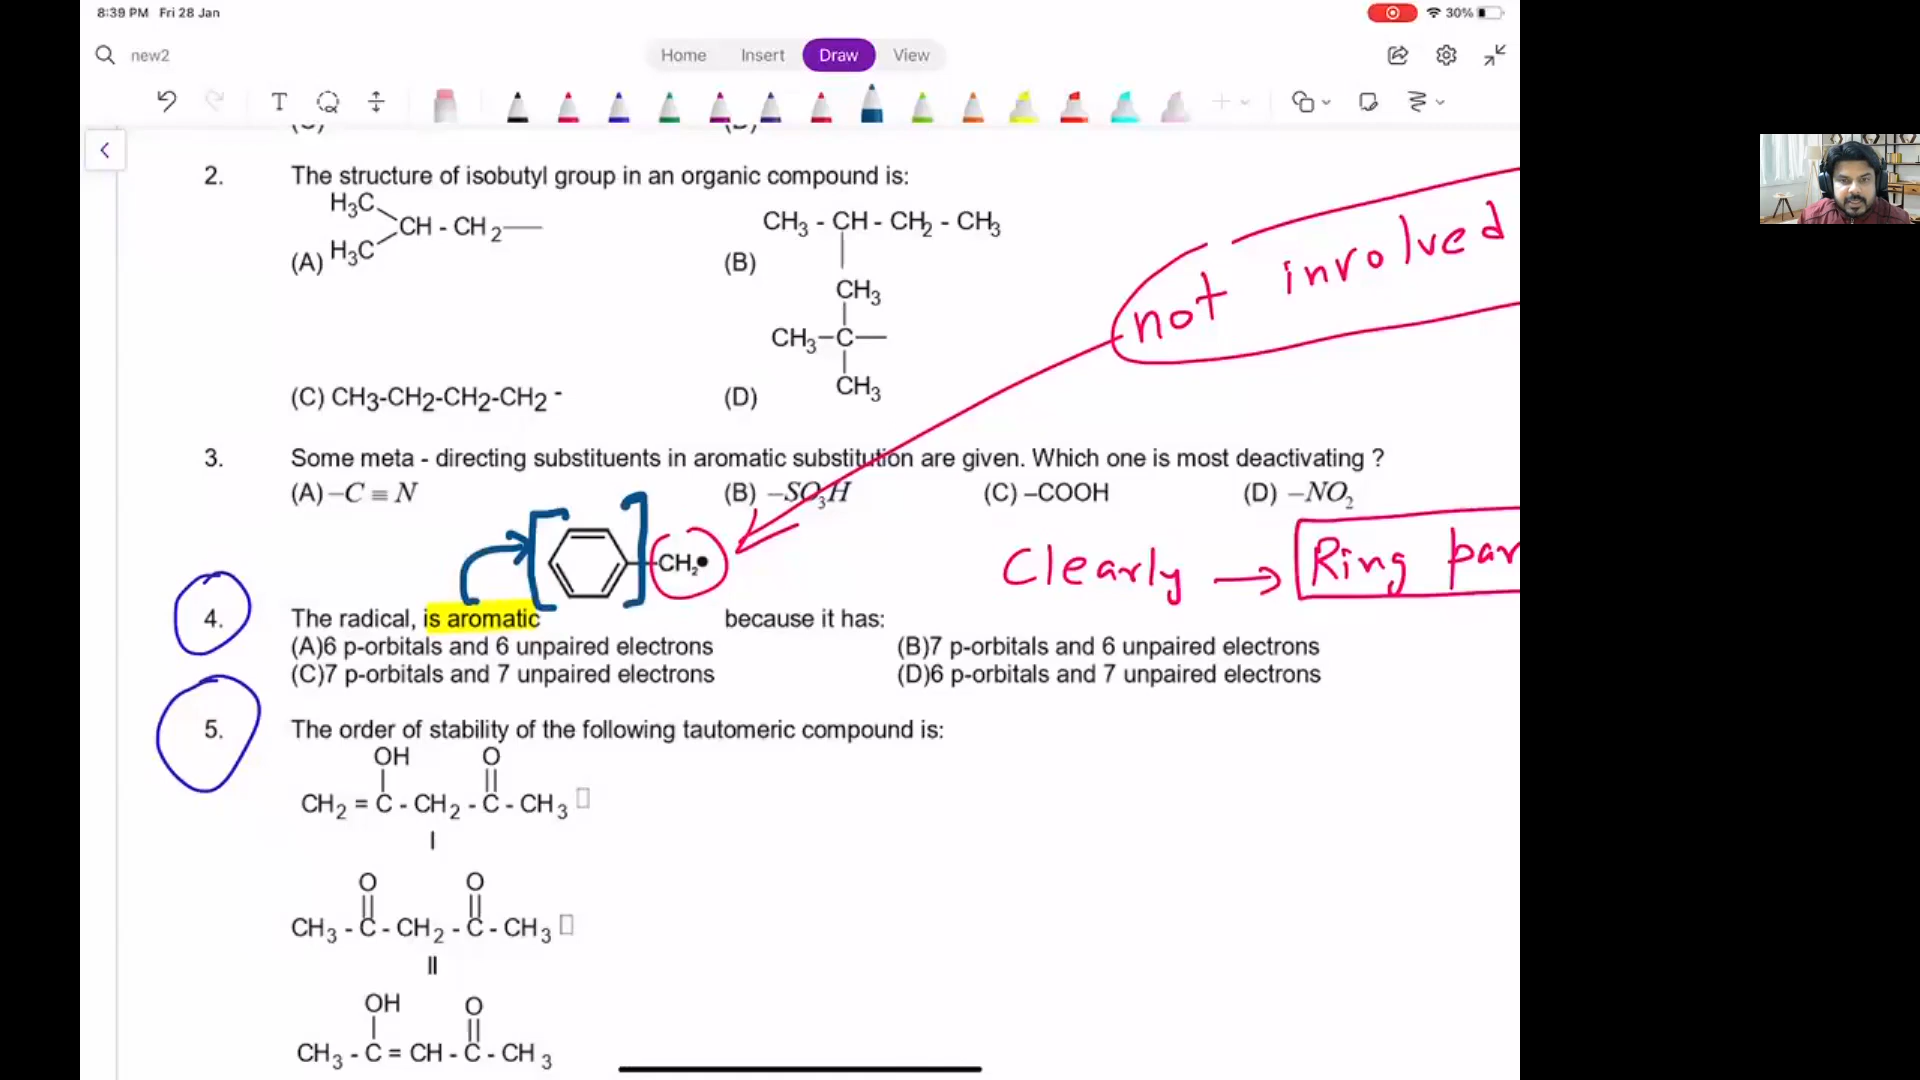 8:39 PM Fri 28 Jan
30%
new2
Home Insert Draw View
2. The structure of isobutyl group in an organic compound is:
(A) H3C H3C CH - CH2
(B) CH3 - CH - CH2 - CH3
(C) CH3-CH2-CH2-CH2 -
(D) CH3 CH3-C- CH3
not involved
3. Some meta - directing substituents in aromatic substitution are given. Which one is most deactivating ?
(A) –C ≡ N (B) –SO3H (C) –COOH (D) –NO2
CH2•
Clearly → Ring par
4. The radical, is aromatic because it has:
(A)6 p-orbitals and 6 unpaired electrons (B)7 p-orbitals and 6 unpaired electrons
(C)7 p-orbitals and 7 unpaired electrons (D)6 p-orbitals and 7 unpaired electrons
5. The order of stability of the following tautomeric compound is:
OH O
CH2 = C - CH2 - C - CH3
I
O O
CH3 - C - CH2 - C - CH3
II
OH O
CH3 - C = CH - C - CH3